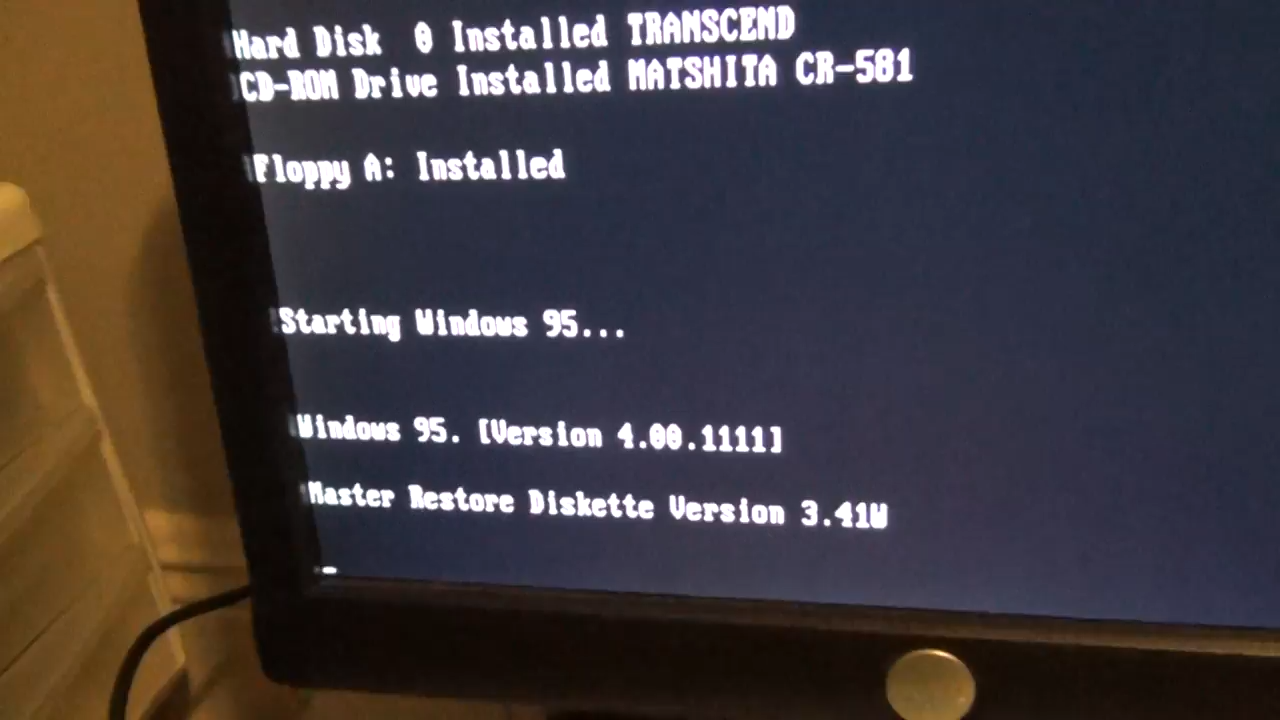 Hard Disk  0 Installed TRANSCEND
CD-ROM Drive Installed MATSHITA CR-581
Floppy A: Installed
Starting Windows 95...
Windows 95. [Version 4.00.1111]
Master Restore Diskette Version 3.41W